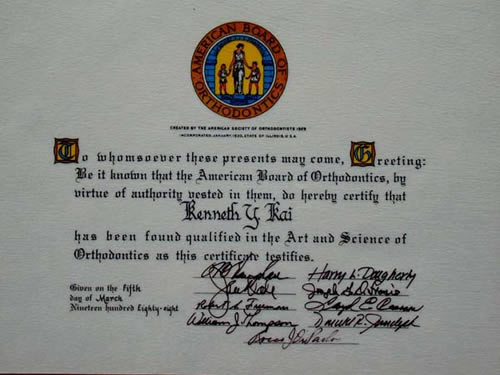 AMERICAN BOARD OF ORTHODONTICS
CREATED BY THE AMERICAN SOCIETY OF ORTHODONTISTS 1929
INCORPORATED JANUARY, 1930, STATE OF ILLINOIS, U.S.A.
To whomsoever these presents may come, Greeting:
Be it known that the American Board of Orthodontics, by
virtue of authority vested in them, do hereby certify that
Kenneth Y. Kai
has been found qualified in the Art and Science of
Orthodontics as this certificate testifies.
Given on the fifth
day of March
Nineteen hundred Eighty-eight
Harry L. Dougherty
William J. Thompson